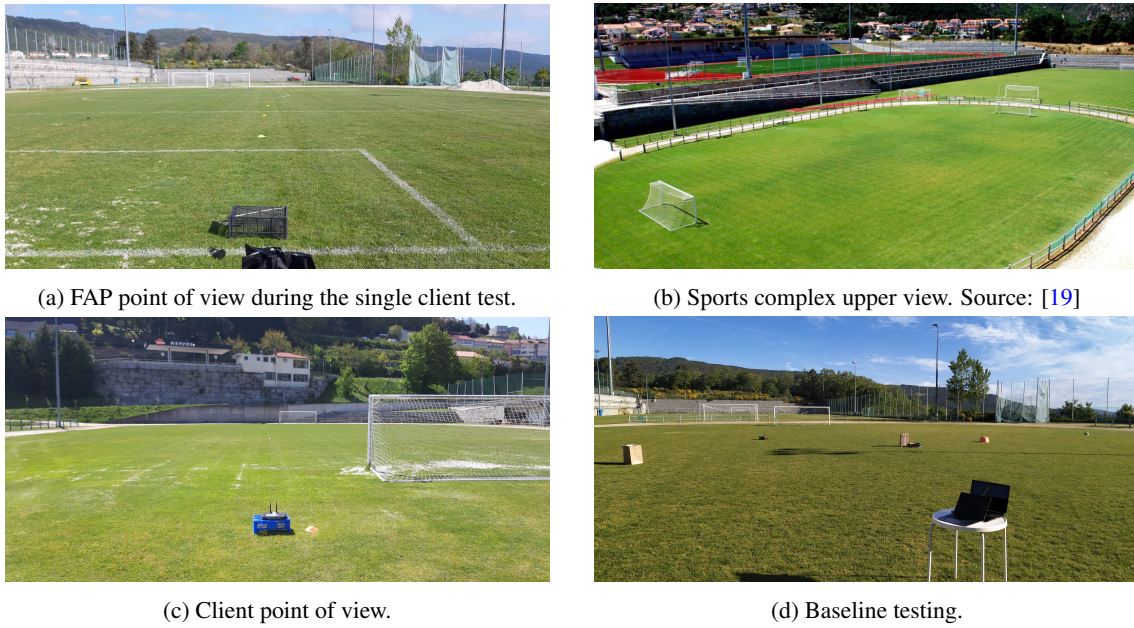 (a) FAP point of view during the single client test.
(b) Sports complex upper view. Source: [19]
(c) Client point of view.
(d) Baseline testing.